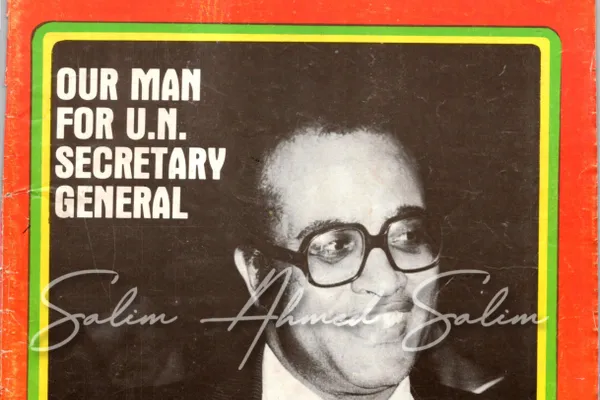 OUR MAN
FOR U.N.
SECRETARY
GENERAL
Salim Ahmed Salim